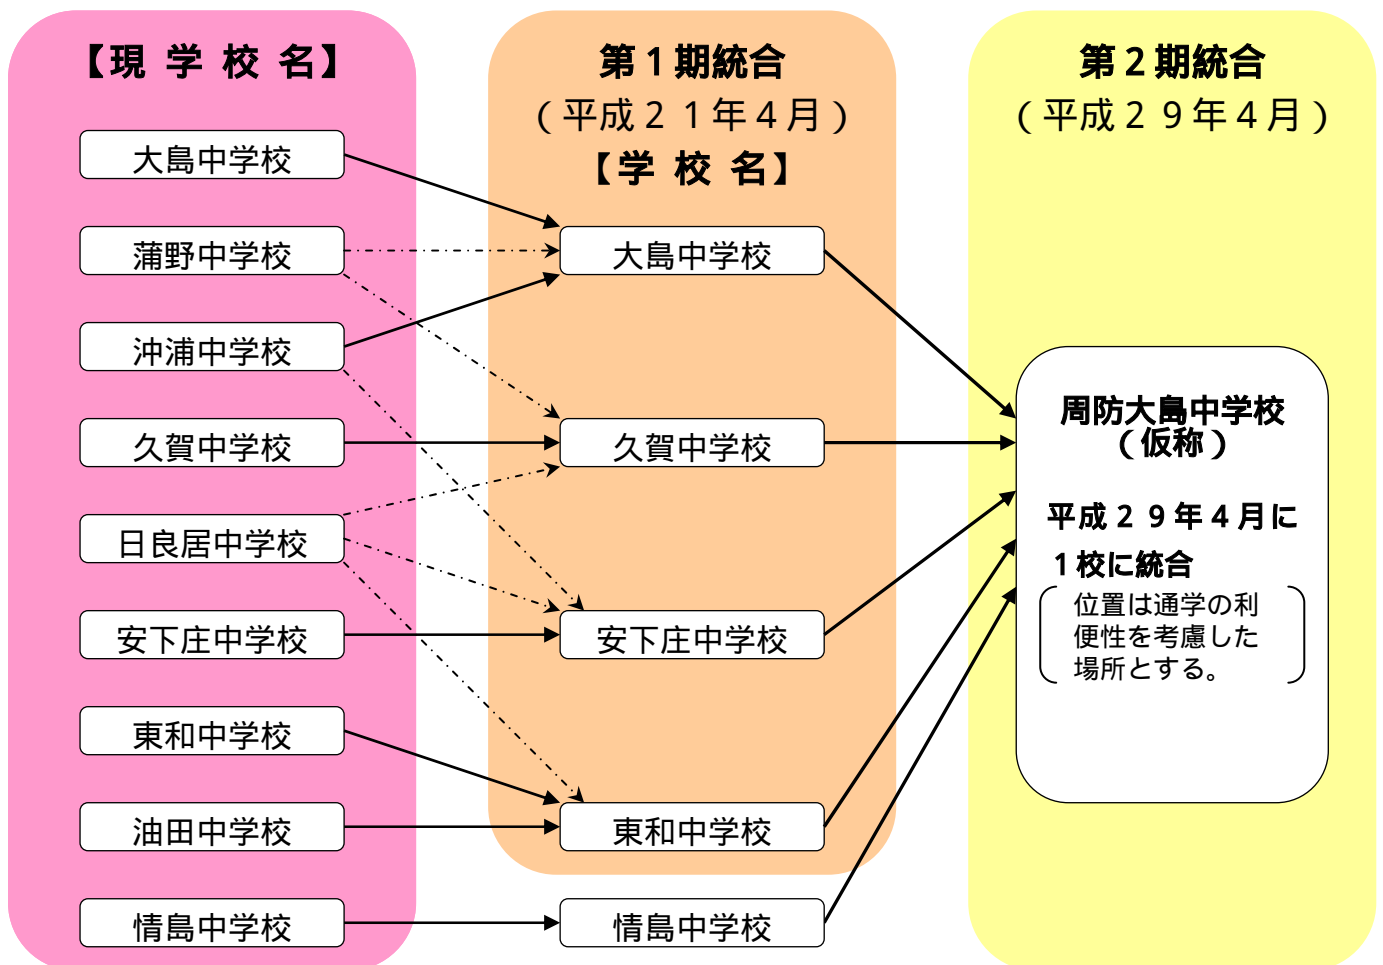 【現 学 校 名】
大島中学校
蒲野中学校
沖浦中学校
久賀中学校
日良居中学校
安下庄中学校
東和中学校
油田中学校
情島中学校
第1期統合
（平成２１年４月）
【学 校 名】
大島中学校
久賀中学校
安下庄中学校
東和中学校
情島中学校
第2期統合
（平成２９年４月）
周防大島中学校
（仮称）
平成２９年４月に
1校に統合
位置は通学の利
便性を考慮した
場所とする。